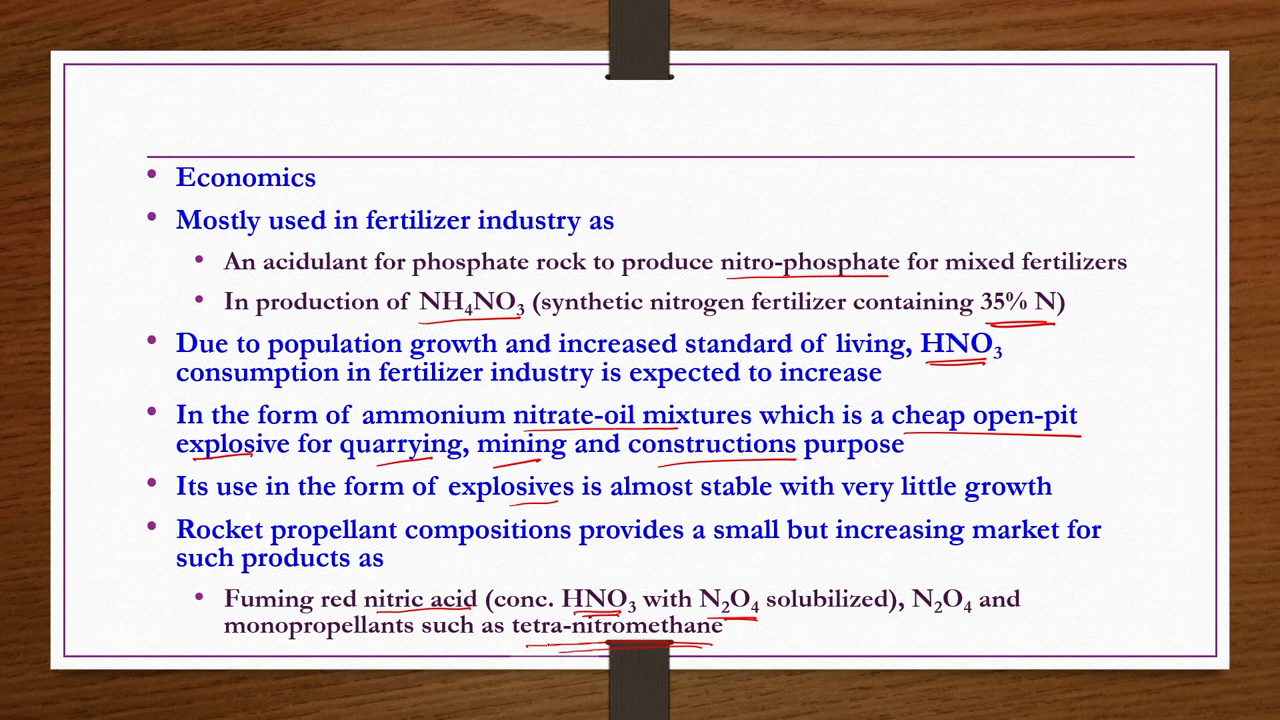 • Economics
• Mostly used in fertilizer industry as
• An acidulant for phosphate rock to produce nitro-phosphate for mixed fertilizers
• In production of NH₄NO₃ (synthetic nitrogen fertilizer containing 35% N)
• Due to population growth and increased standard of living, HNO₃
consumption in fertilizer industry is expected to increase
• In the form of ammonium nitrate-oil mixtures which is a cheap open-pit
explosive for quarrying, mining and constructions purpose
• Its use in the form of explosives is almost stable with very little growth
• Rocket propellant compositions provides a small but increasing market for
such products as
• Fuming red nitric acid (conc. HNO₃ with N₂O₄ solubilized), N₂O₄ and
monopropellants such as tetra-nitromethane